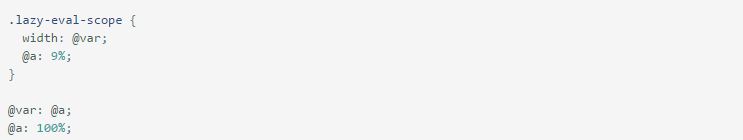 .lazy-eval-scope {
  width: @var;
  @a: 9%;
}

@var: @a;
@a: 100%;